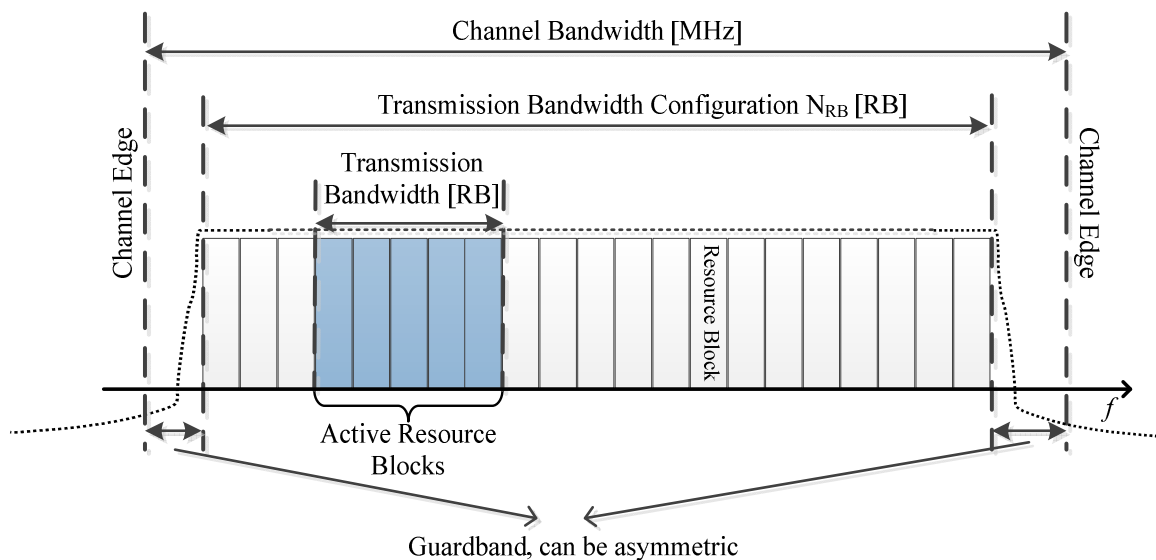 Channel Bandwidth [MHz]
Transmission Bandwidth Configuration NRB [RB]
Channel Edge
Transmission
Bandwidth [RB]
Channel Edge
Resource Block
f
Active Resource
Blocks
Guardband, can be asymmetric